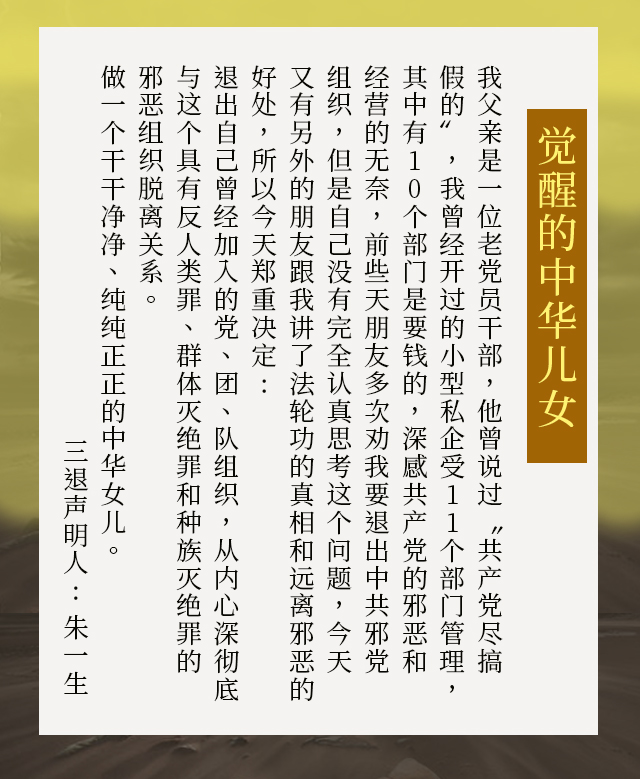 觉醒的中华儿女
我父亲是一位老党员干部，他曾说过〝共产党尽搞
假的〞，我曾经开过的小型私企受11个部门管理，
其中有10个部门是要钱的，深感共产党的邪恶和
经营的无奈，前些天朋友多次劝我要退出中共邪党
组织，但是自己没有完全认真思考这个问题，今天
又有另外的朋友跟我讲了法轮功的真相和远离邪恶的
好处，所以今天郑重决定：
退出自己曾经加入的党、团、队组织，从内心深彻底
与这个具有反人类罪、群体灭绝罪和种族灭绝罪的
邪恶组织脱离关系。
做一个干干净净、纯纯正正的中华女儿。
三退声明人：朱一生